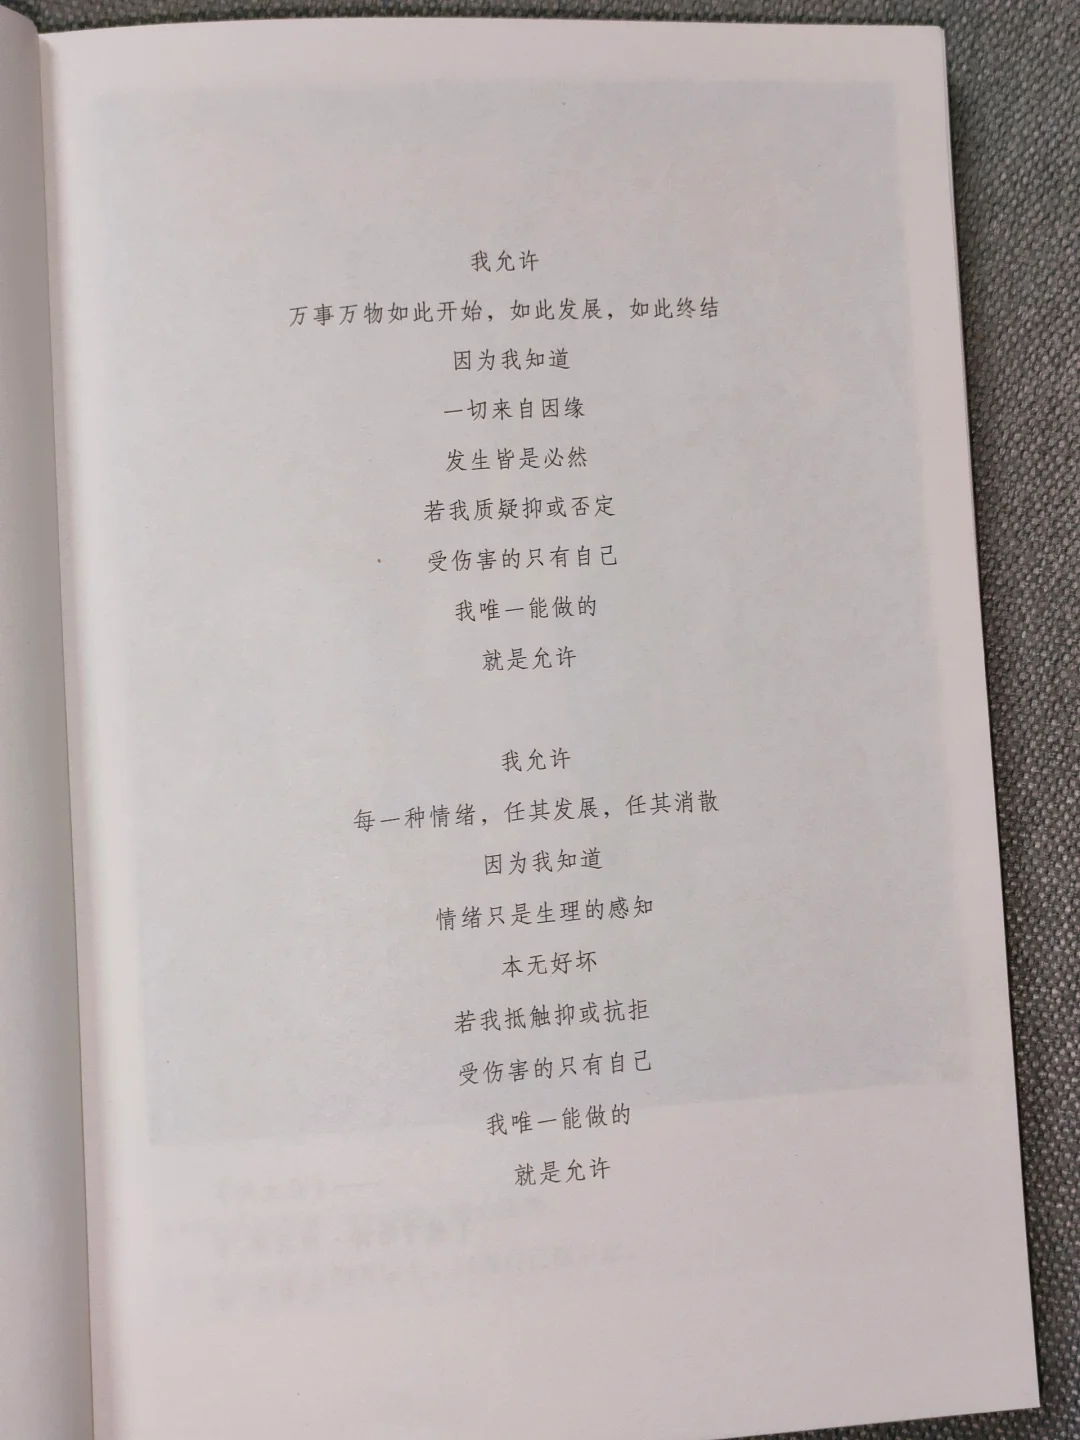 我允许
万事万物如此开始，如此发展，如此终结
因为我知道
一切来自因缘
发生皆是必然
若我质疑抑或否定
受伤害的只有自己
我唯一能做的
就是允许
我允许
每一种情绪，任其发展，任其消散
因为我知道
情绪只是生理的感知
本无好坏
若我抵触抑或抗拒
受伤害的只有自己
我唯一能做的
就是允许